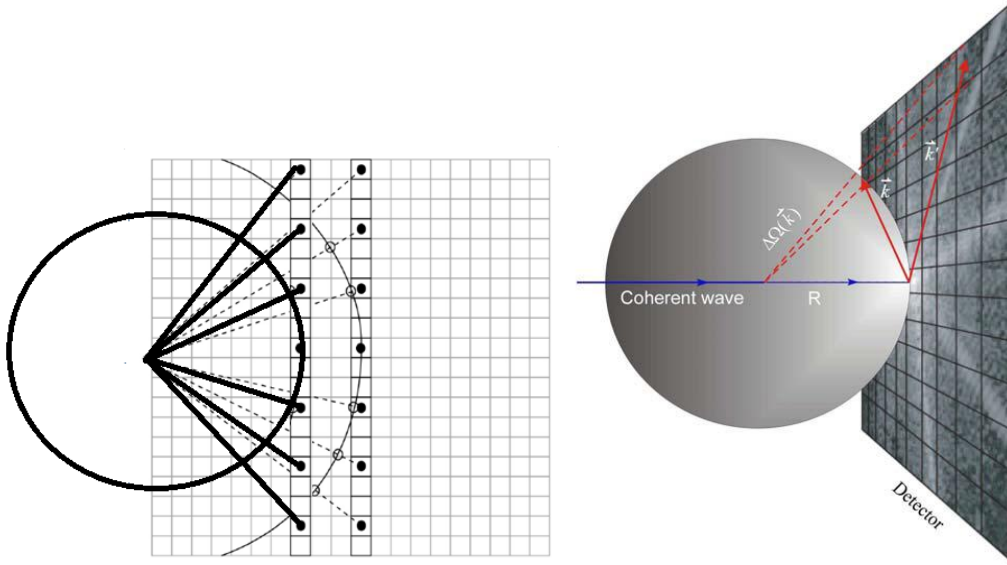 k⃗'
k⃗
ΔΩ(k⃗)
Coherent wave
R
Detector